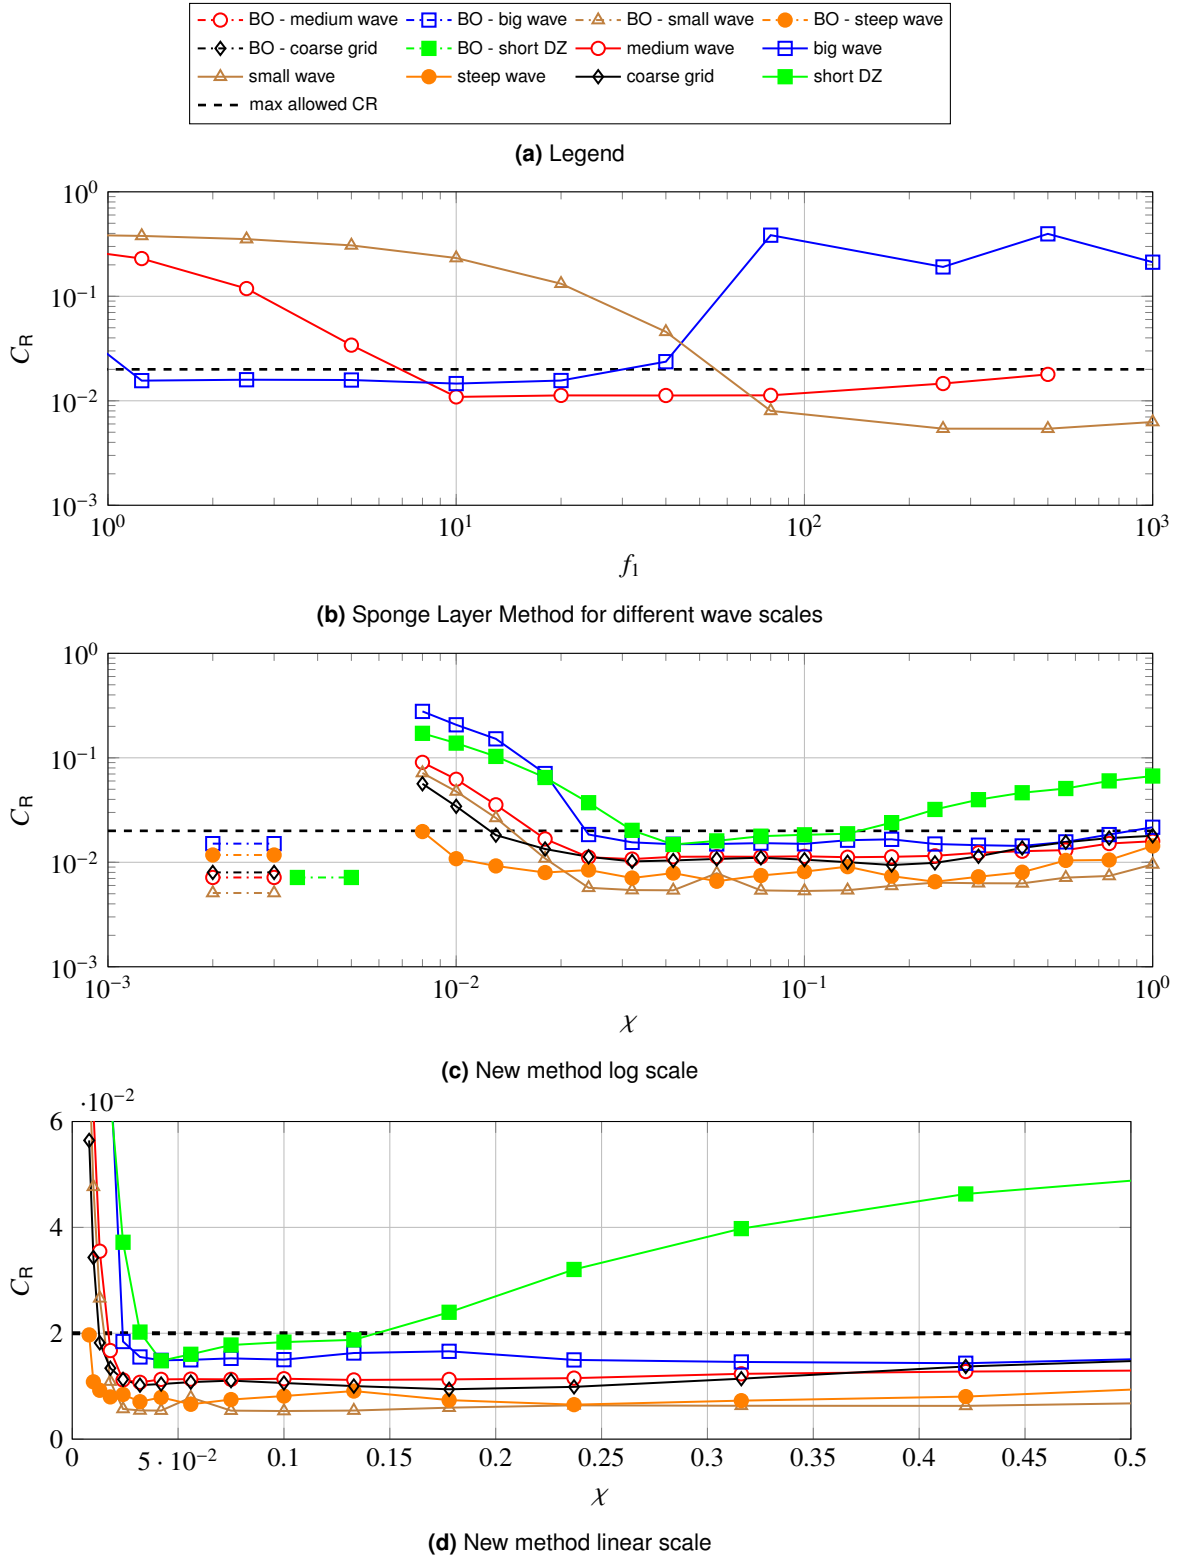 BO - medium wave BO - big wave BO - small wave BO - steep wave
BO - coarse grid BO - short DZ medium wave big wave
small wave steep wave coarse grid short DZ
max allowed CR
(a) Legend
10^0
10^-1
10^-2
10^-3
C_R
10^0 10^1 10^2 10^3
f_1
(b) Sponge Layer Method for different wave scales
10^0
10^-1
10^-2
10^-3
C_R
10^-3 10^-2 10^-1 10^0
χ
(c) New method log scale
·10^-2
6
4
2
0
C_R
0 5 · 10^-2 0.1 0.15 0.2 0.25 0.3 0.35 0.4 0.45 0.5
χ
(d) New method linear scale